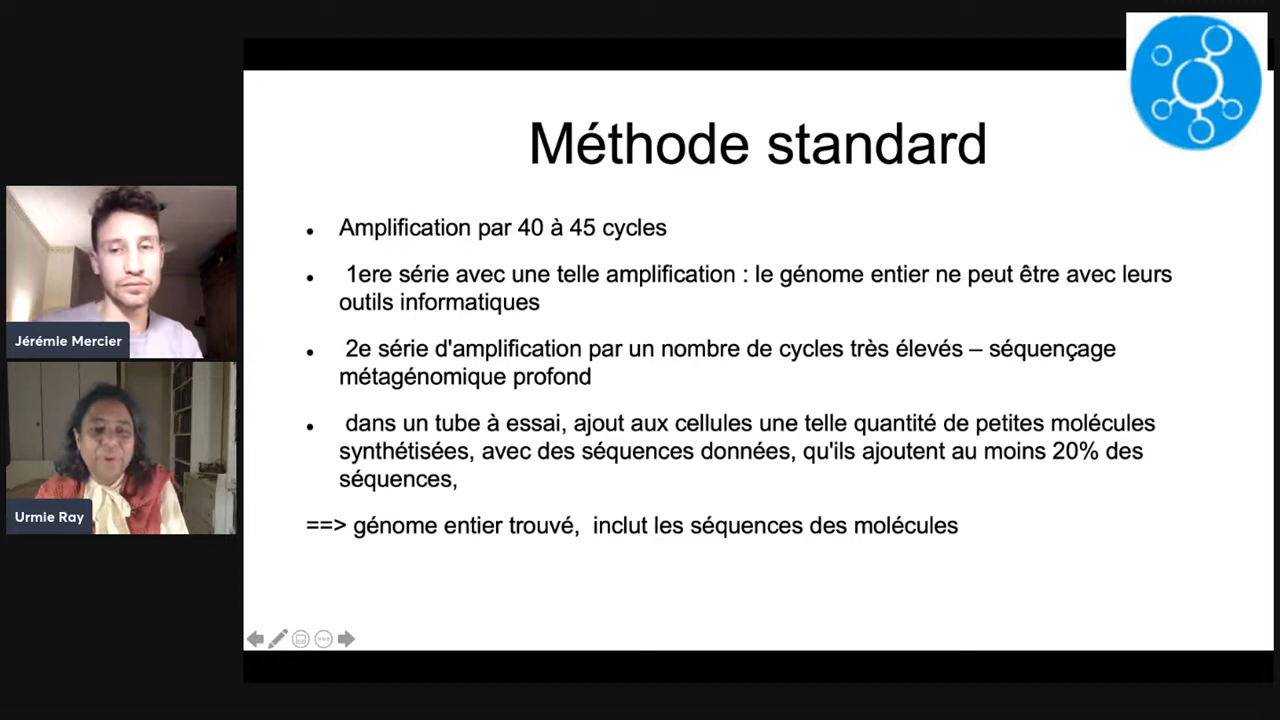 Méthode standard
Amplification par 40 à 45 cycles
1ere série avec une telle amplification : le génome entier ne peut être avec leurs
outils informatiques
2e série d'amplification par un nombre de cycles très élevés – séquençage
métagénomique profond
dans un tube à essai, ajout aux cellules une telle quantité de petites molécules
synthétisées, avec des séquences données, qu'ils ajoutent au moins 20% des
séquences,
==> génome entier trouvé,  inclut les séquences des molécules
Jérémie Mercier
Urmie Ray